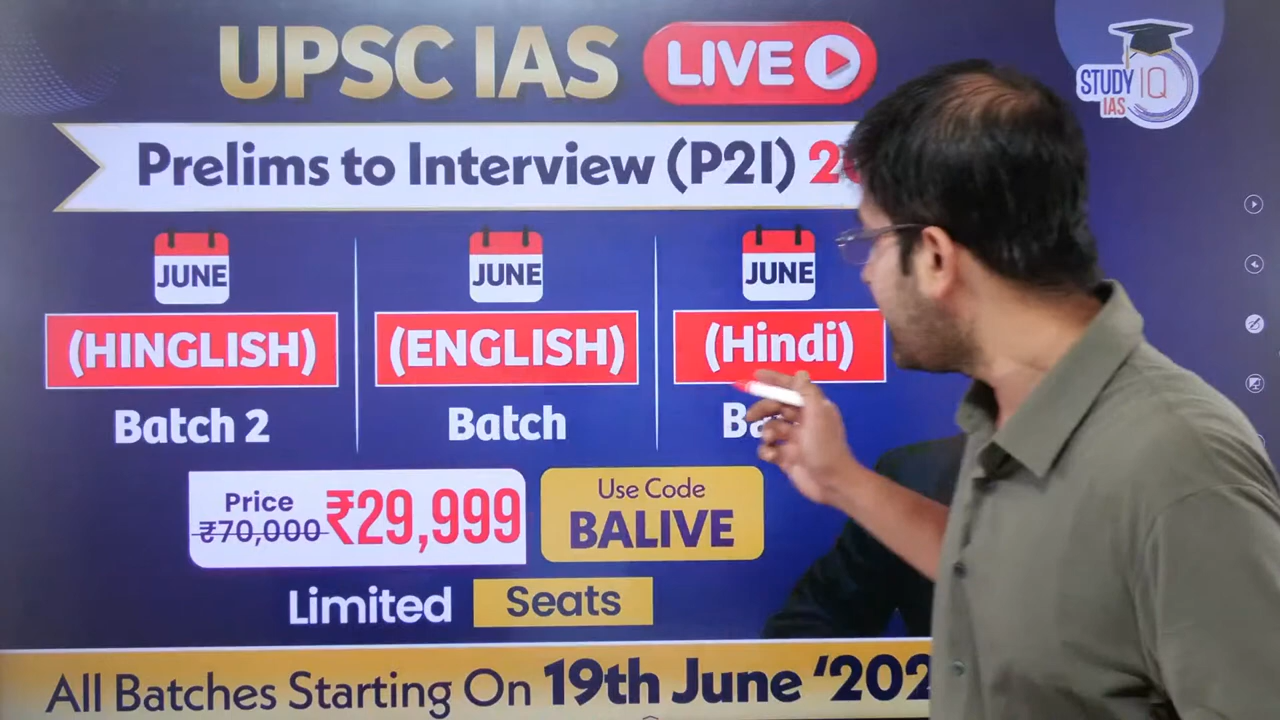 UPSC IAS LIVE
STUDY IQ
IAS
Prelims to Interview (P2I)
JUNE JUNE JUNE
(HINGLISH) (ENGLISH) (Hindi)
Batch 2 Batch
Price
₹70,000 ₹29,999
Use Code
BALIVE
Limited Seats
All Batches Starting On 19th June